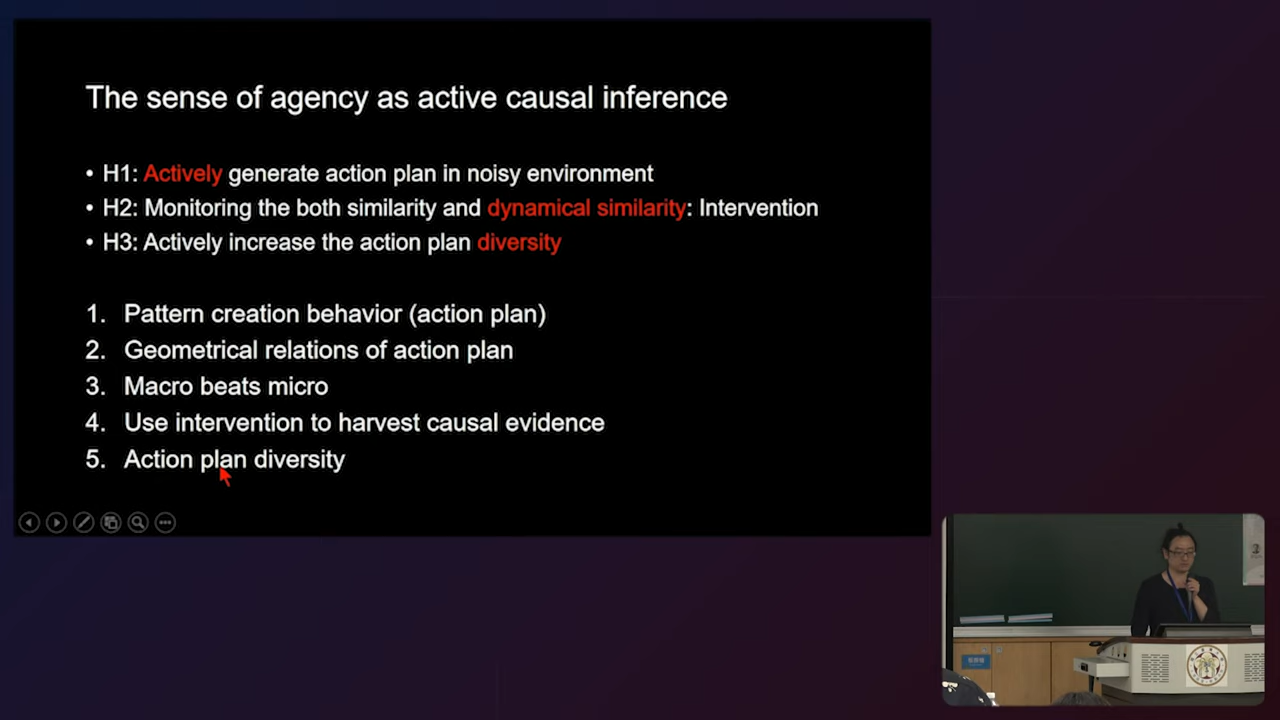 The sense of agency as active causal inference
• H1: Actively generate action plan in noisy environment
• H2: Monitoring the both similarity and dynamical similarity: Intervention
• H3: Actively increase the action plan diversity
1. Pattern creation behavior (action plan)
2. Geometrical relations of action plan
3. Macro beats micro
4. Use intervention to harvest causal evidence
5. Action plan diversity